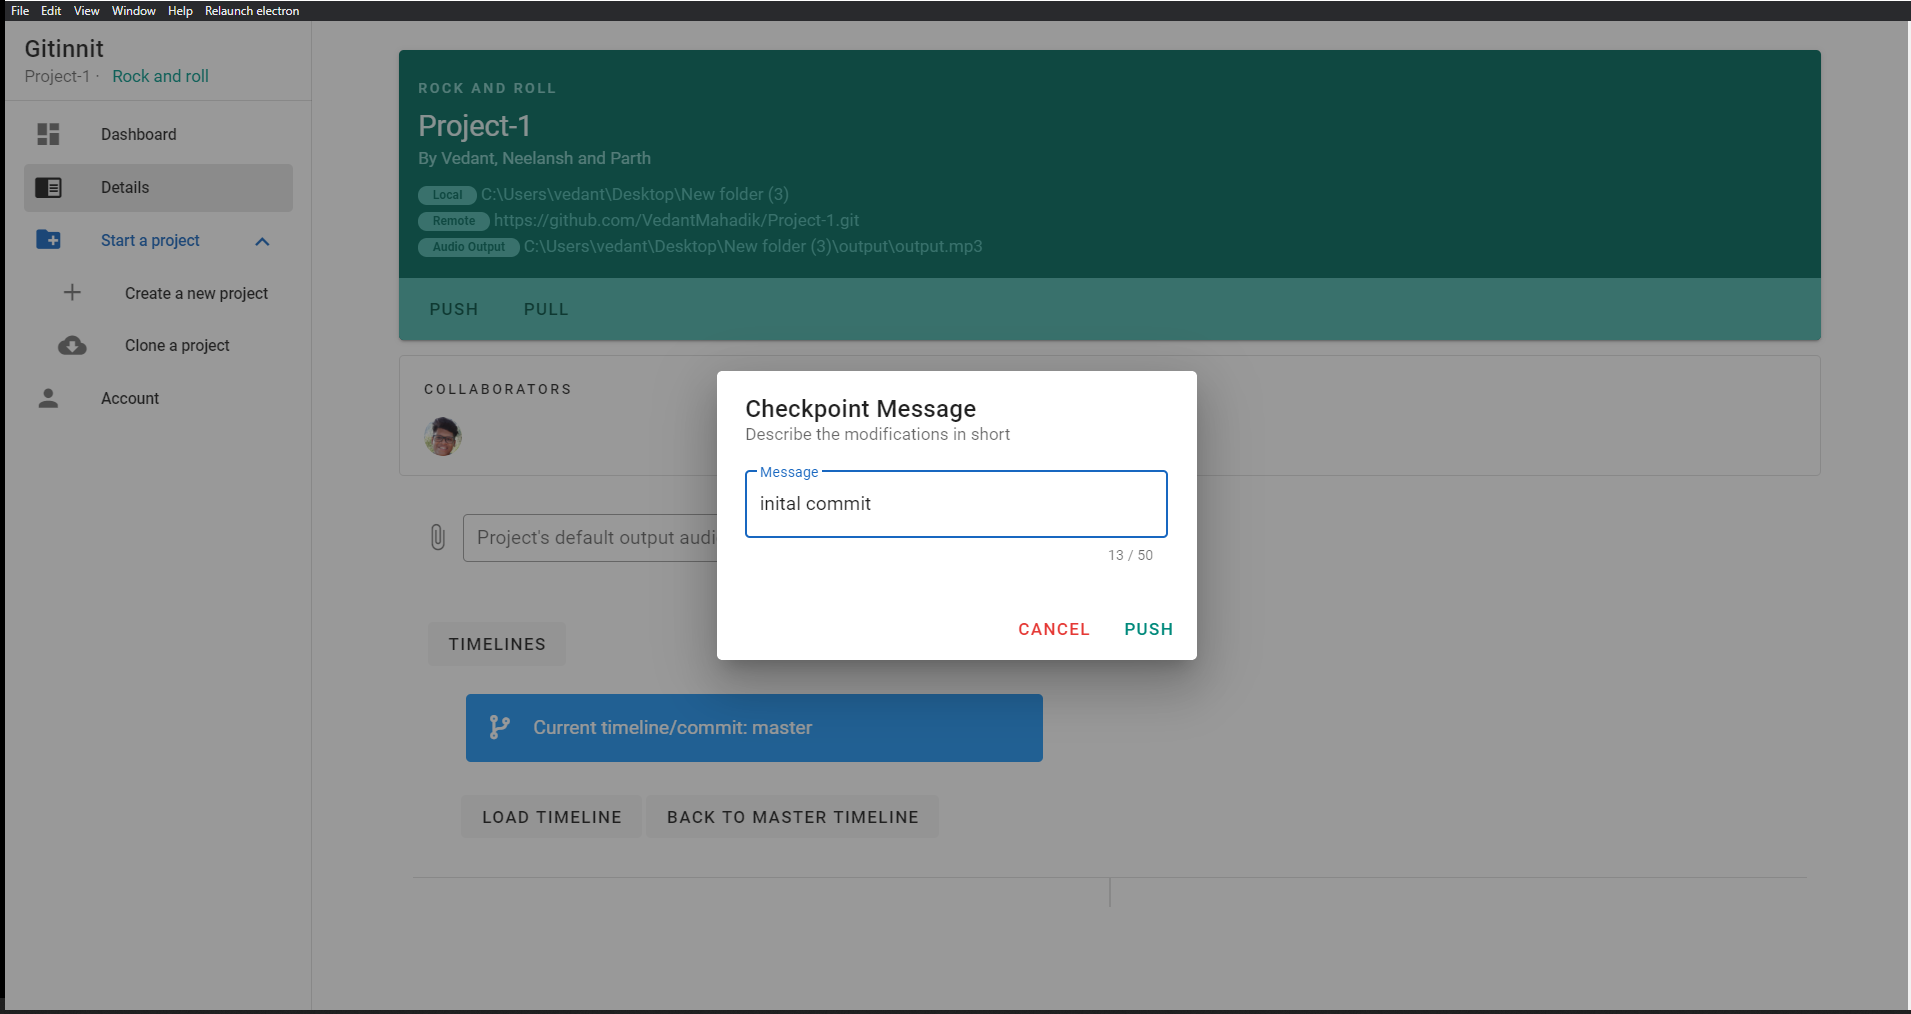 File Edit View Window Help Relaunch electron
Gitinnit
Project-1 · Rock and roll
Dashboard
Details
Start a project
Create a new project
Clone a project
Account
ROCK AND ROLL
Project-1
By Vedant, Neelansh and Parth
Local C:\Users\vedant\Desktop\New folder (3)
Remote https://github.com/VedantMahadik/Project-1.git
Audio Output C:\Users\vedant\Desktop\New folder (3)\output\output.mp3
PUSH PULL
COLLABORATORS
Project's default output audi
Checkpoint Message
Describe the modifications in short
Message
inital commit
13 / 50
CANCEL PUSH
TIMELINES
Current timeline/commit: master
LOAD TIMELINE BACK TO MASTER TIMELINE